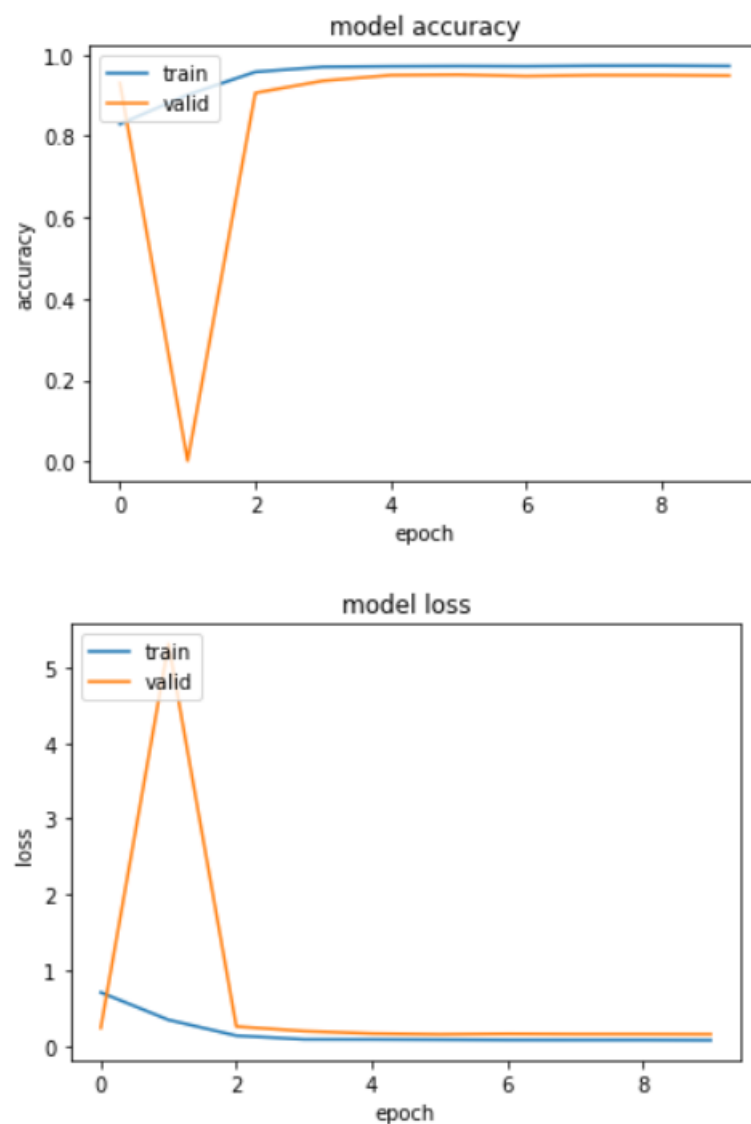 model accuracy
1.0
train
valid
0.8
0.6
accuracy
0.4
0.2
0.0
0 2 4 6 8
epoch
model loss
train
5
valid
4
3
loss
2
1
0
0 2 4 6 8
epoch